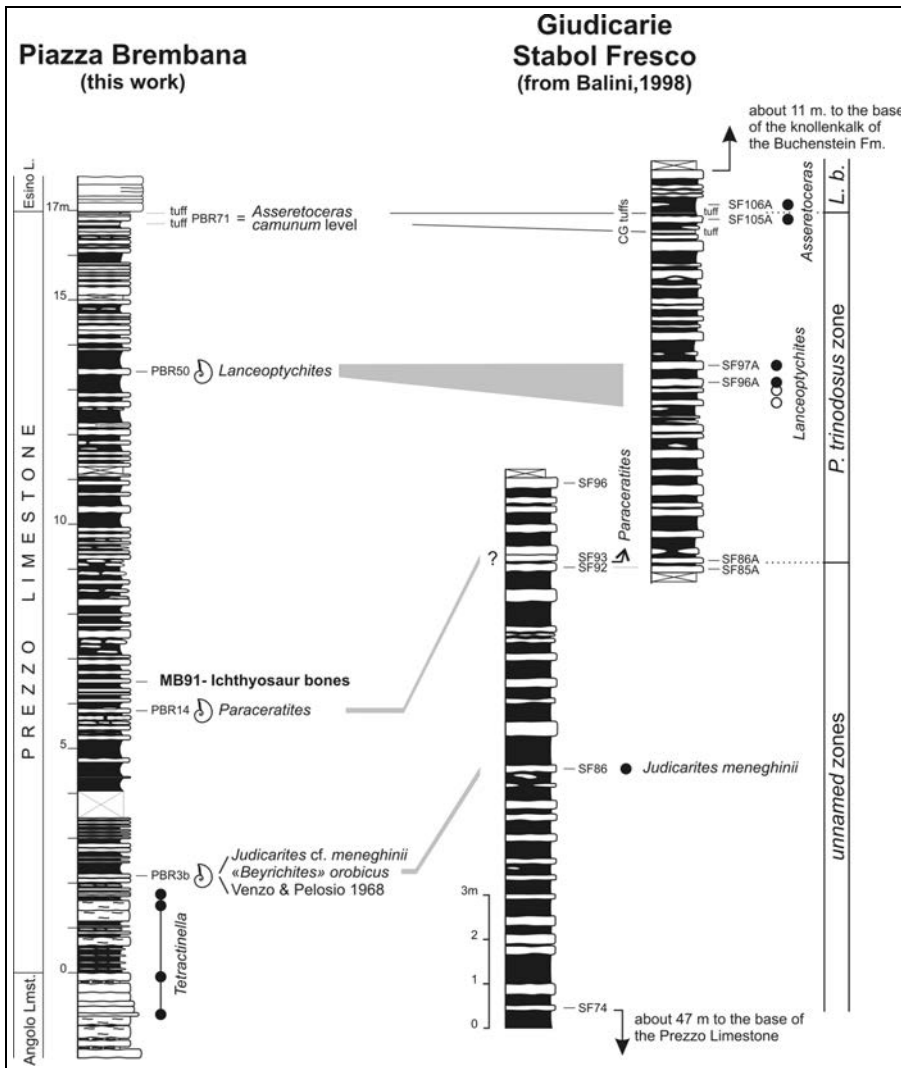 Piazza Brembana
(this work)
Giudicarie
Stabol Fresco
(from Balini,1998)
about 11 m. to the base
of the knollenkalk of
the Buchenstein Fm.
Esino L.
PREZZO LIMESTONE
Angolo Lmst.
17m
15
10
5
0
tuff
tuff
PBR71 = Asseretoceras
camunum level
PBR50
Lanceoptychites
MB91- Ichthyosaur bones
PBR14
Paraceratites
PBR3b
Judicarites cf. meneghinii
«Beyrichites» orobicus
Venzo & Pelosio 1968
Tetractinella
CG tuffs
tuff
tuff
SF106A
SF105A
Asseretoceras
SF97A
SF96A
Lanceoptychites
SF86A
SF85A
SF96
SF93
SF92
?
Paraceratites
SF86
Judicarites meneghinii
3m
2
1
0
SF74
about 47 m to the base of
the Prezzo Limestone
L. b.
P. trinodosus zone
unnamed zones